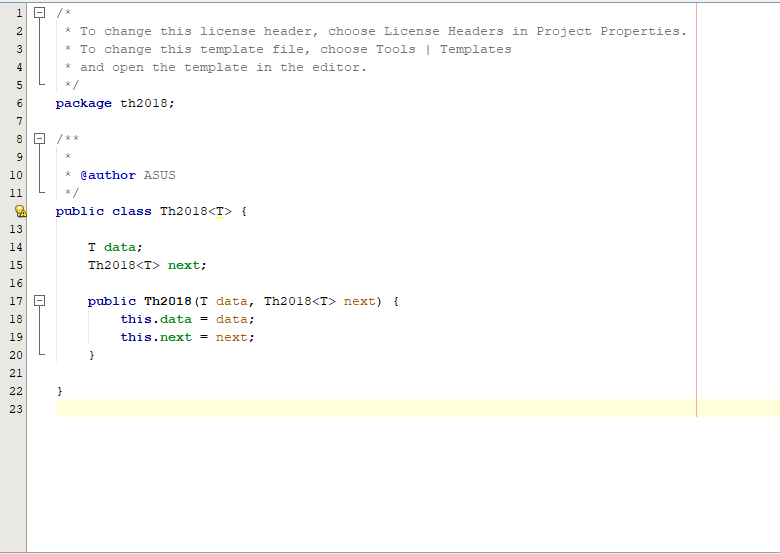 1 /*
2  * To change this license header, choose License Headers in Project Properties.
3  * To change this template file, choose Tools | Templates
4  * and open the template in the editor.
5  */
6 package th2018;
7
8 /**
9  *
10  * @author ASUS
11  */
public class Th2018<T> {
13
14     T data;
15     Th2018<T> next;
16
17     public Th2018(T data, Th2018<T> next) {
18         this.data = data;
19         this.next = next;
20     }
21
22 }
23